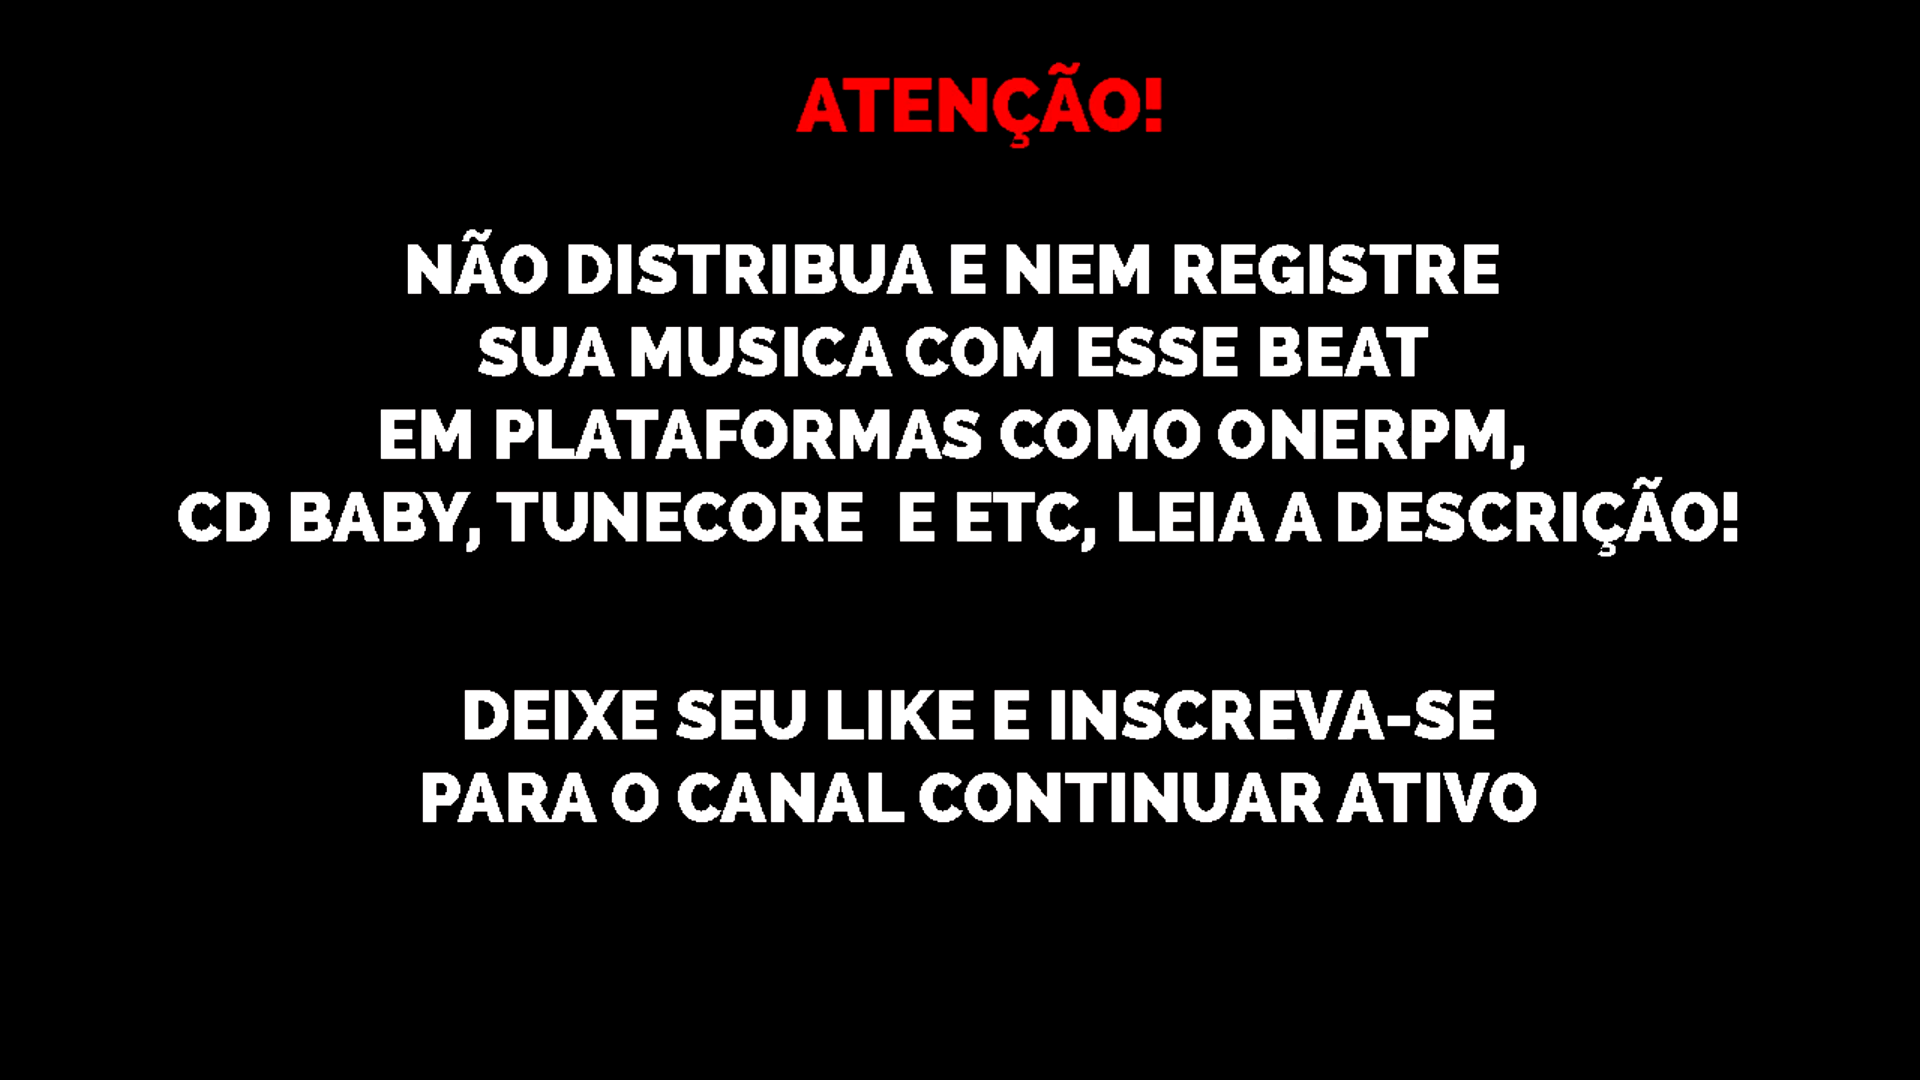 ATENÇÃO!
NÃO DISTRIBUA E NEM REGISTRE
SUA MUSICA COM ESSE BEAT
EM PLATAFORMAS COMO ONERPM,
CD BABY, TUNECORE  E ETC, LEIA A DESCRIÇÃO!
DEIXE SEU LIKE E INSCREVA-SE
PARA O CANAL CONTINUAR ATIVO